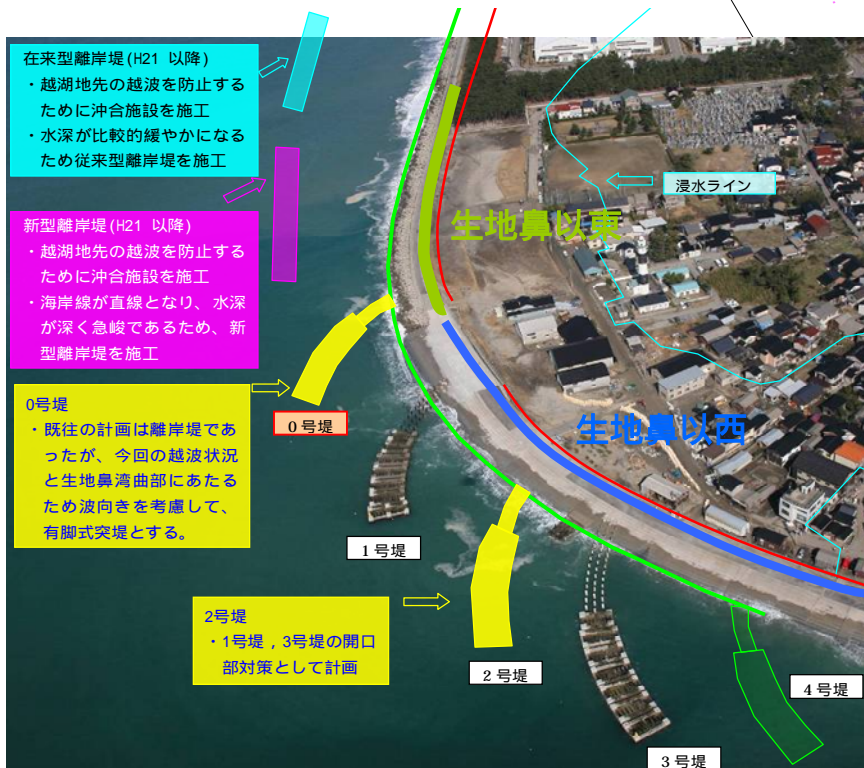 在来型離岸堤(H21 以降)
・越湖地先の越波を防止する
ために沖合施設を施工
・水深が比較的緩やかになる
ため従来型離岸堤を施工
新型離岸堤(H21 以降)
・越湖地先の越波を防止する
ために沖合施設を施工
・海岸線が直線となり、水深
が深く急峻であるため、新
型離岸堤を施工
浸水ライン
生地鼻以東
0号堤
・既往の計画は離岸堤であ
ったが、今回の越波状況
と生地鼻湾曲部にあたる
ため波向きを考慮して、
有脚式突堤とする。
0号堤
生地鼻以西
1号堤
2号堤
・1号堤，3号堤の開口
部対策として計画
2号堤
4号堤
3号堤